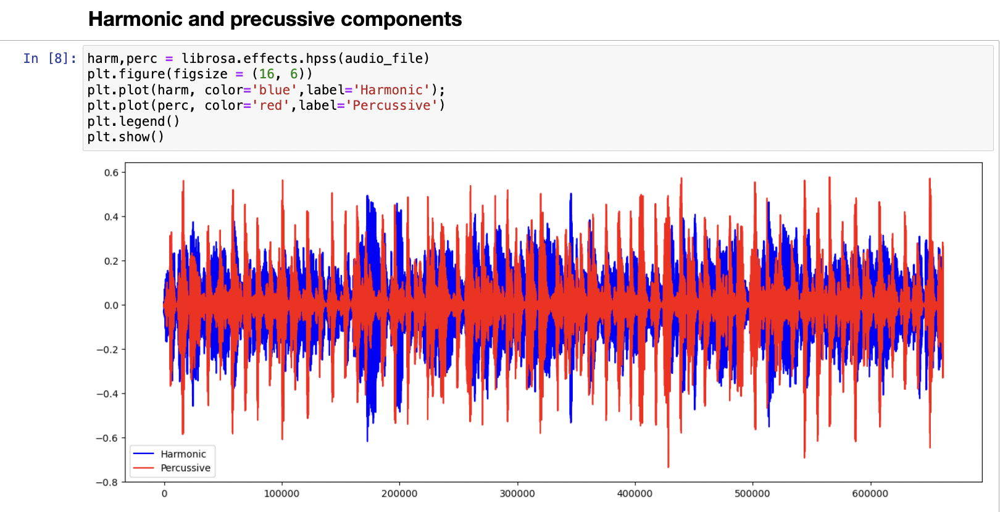 Harmonic and precussive components
In [8]: harm,perc = librosa.effects.hpss(audio_file)
plt.figure(figsize = (16, 6))
plt.plot(harm, color='blue',label='Harmonic');
plt.plot(perc, color='red',label='Percussive')
plt.legend()
plt.show()
0.6
0.4
0.2
0.0
−0.2
−0.4
−0.6
−0.8
Harmonic
Percussive
0 100000 200000 300000 400000 500000 600000